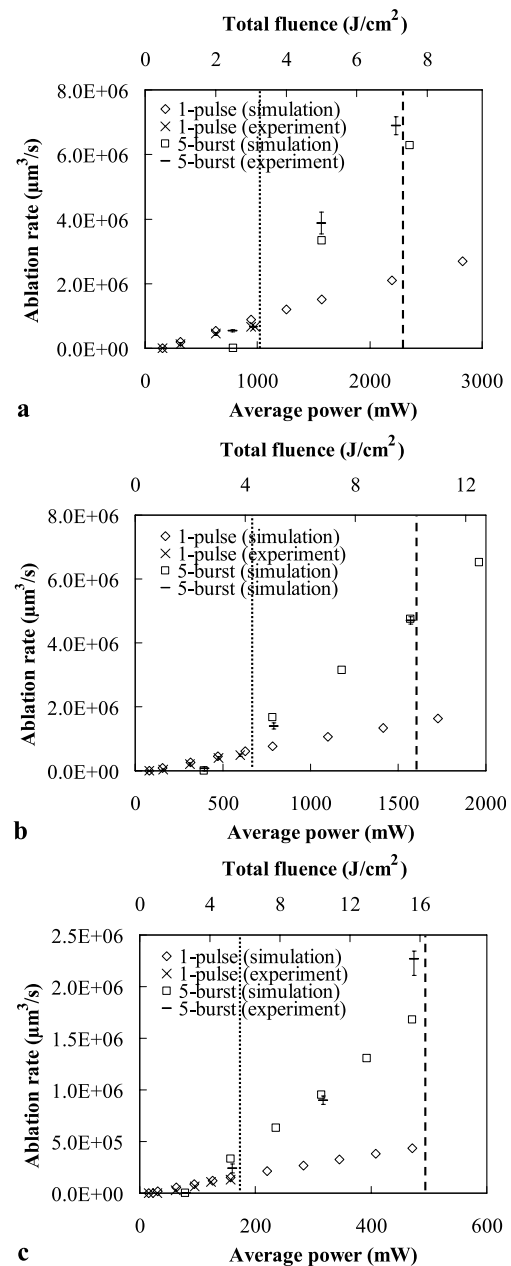 Total fluence (J/cm²)
0 2 4 6 8
8.0E+06
6.0E+06
4.0E+06
2.0E+06
0.0E+00
Ablation rate (µm³/s)
1-pulse (simulation)
1-pulse (experiment)
5-burst (simulation)
5-burst (experiment)
0 1000 2000 3000
a
Average power (mW)
Total fluence (J/cm²)
0 4 8 12
8.0E+06
6.0E+06
4.0E+06
2.0E+06
0.0E+00
Ablation rate (µm³/s)
1-pulse (simulation)
1-pulse (experiment)
5-burst (simulation)
5-burst (simulation)
0 500 1000 1500 2000
b
Average power (mW)
Total fluence (J/cm²)
0 3 6 10 13 16
2.5E+06
2.0E+06
1.5E+06
1.0E+06
5.0E+05
0.0E+00
Ablation rate (µm³/s)
1-pulse (simulation)
1-pulse (experiment)
5-burst (simulation)
5-burst (experiment)
0 200 400 600
c
Average power (mW)